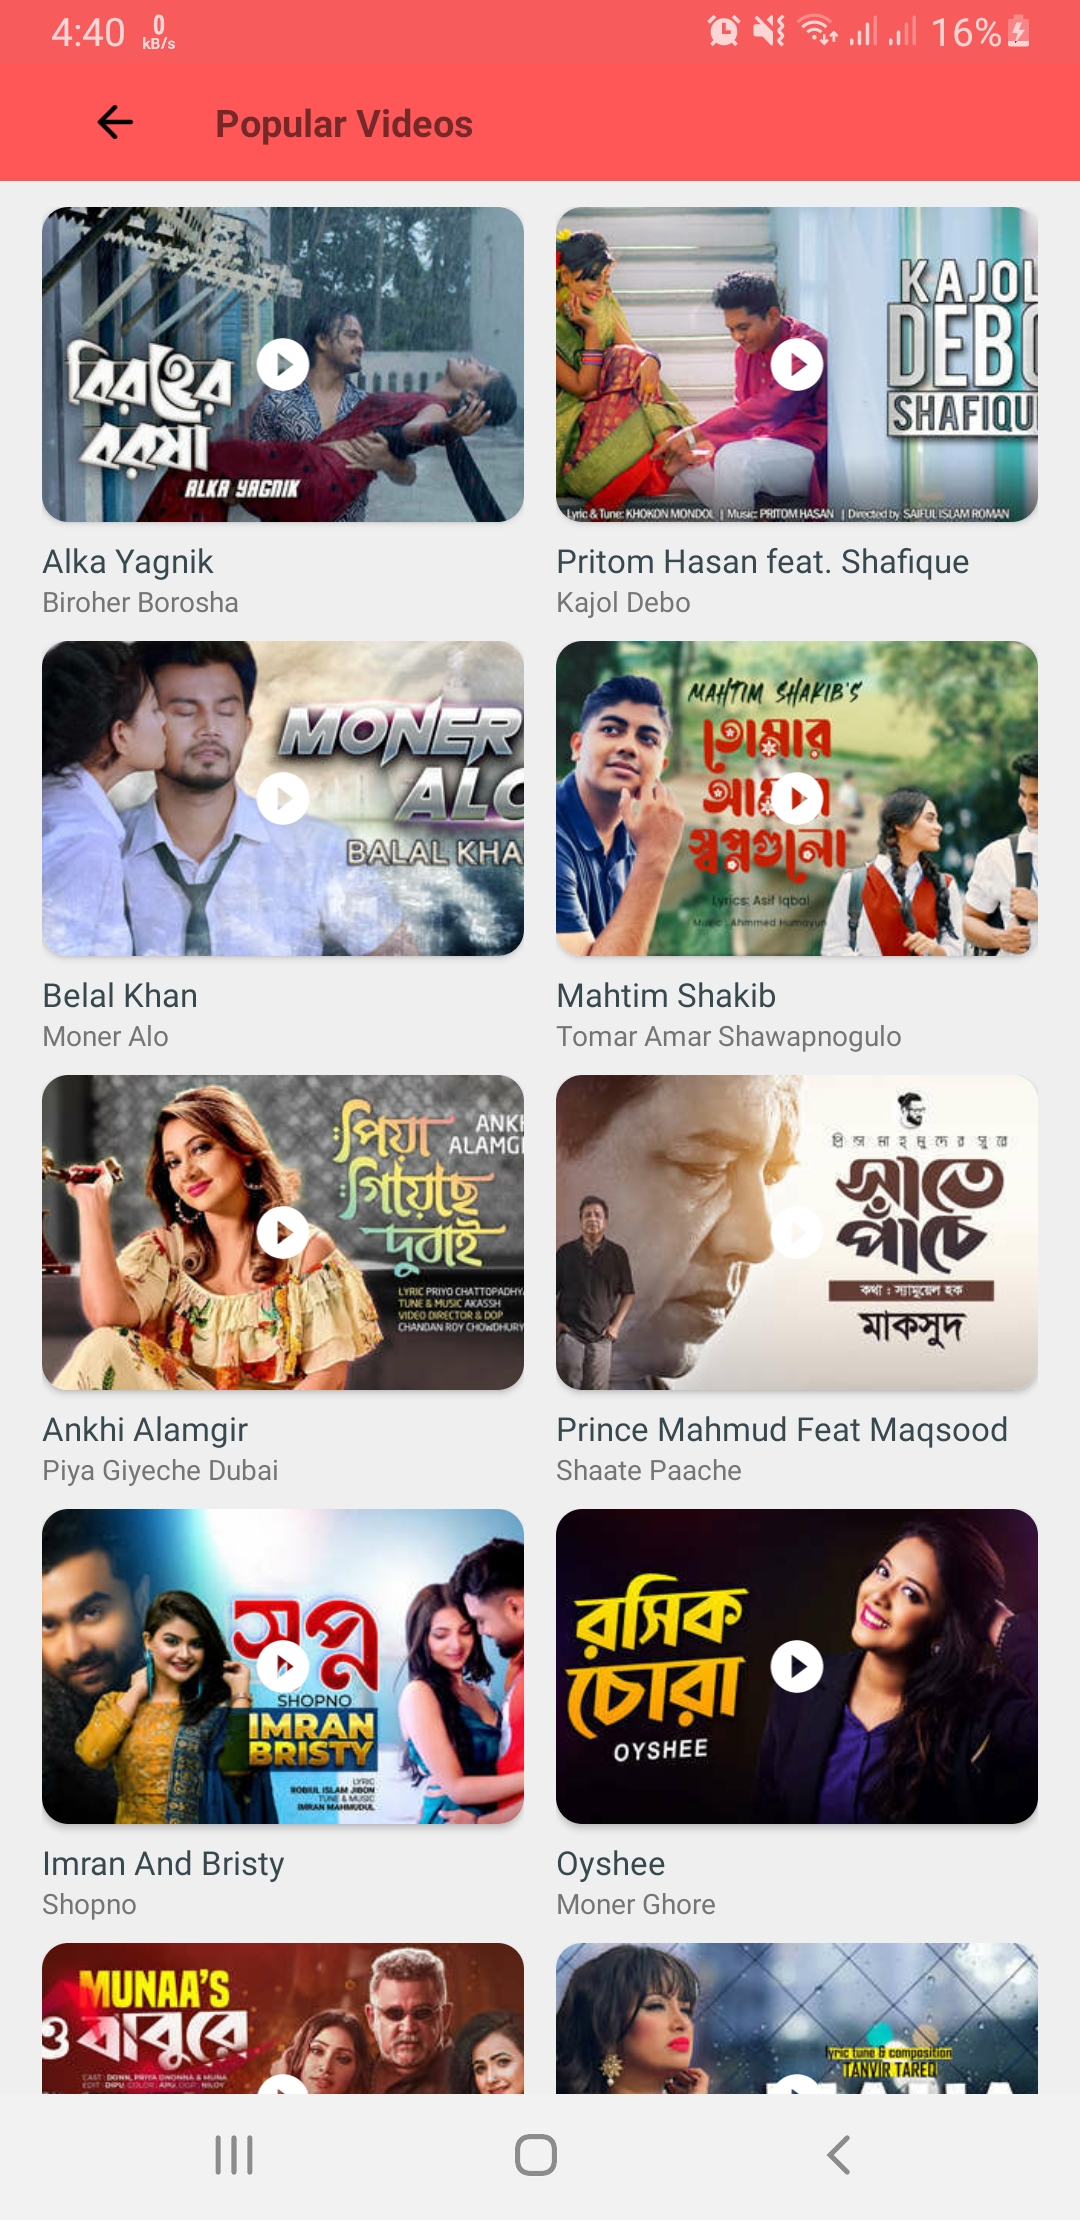 4:40 0 kB/s 16%
Popular Videos
বিরহের
বরষা
ALKA YAGNIK
KAJOL
DEBO
SHAFIQU
Lyric & Tune: KHOKON MONDOL | Music: PRITOM HASAN | Directed by SAIFUL ISLAM ROMAN
Alka Yagnik
Biroher Borosha
Pritom Hasan feat. Shafique
Kajol Debo
MONER
ALO
BALAL KHA
MAHTIM SHAKIB'S
তোমার
আমার
স্বপ্নগুলো
Lyrics: Asif Iqbal
Music: Ahmmed Humayun
Belal Khan
Moner Alo
Mahtim Shakib
Tomar Amar Shawapnogulo
পিয়া
গিয়েছে
দুবাই
ANKH
ALAMGI
LYRIC PRIYO CHATTOPADHY
TUNE & MUSIC AKASSH
VIDEO DIRECTOR & DOP
CHANDAN ROY CHOWDHURY
প্রিন্স মাহমুদের সুরে
সাতে
পাঁচে
কথা : স্যামুয়েল হক
মাকসুদ
Ankhi Alamgir
Piya Giyeche Dubai
Prince Mahmud Feat Maqsood
Shaate Paache
স্বপ্ন
SHOPNO
IMRAN
BRISTY
LYRIC
ROBIUL ISLAM JIBON
TUNE & MUSIC
IMRAN MAHMUDUL
রসিক
চোরা
OYSHEE
Imran And Bristy
Shopno
Oyshee
Moner Ghore
MUNAA'S
ও বাবুরে
lyric tune & composition
TANVIR TAREQ